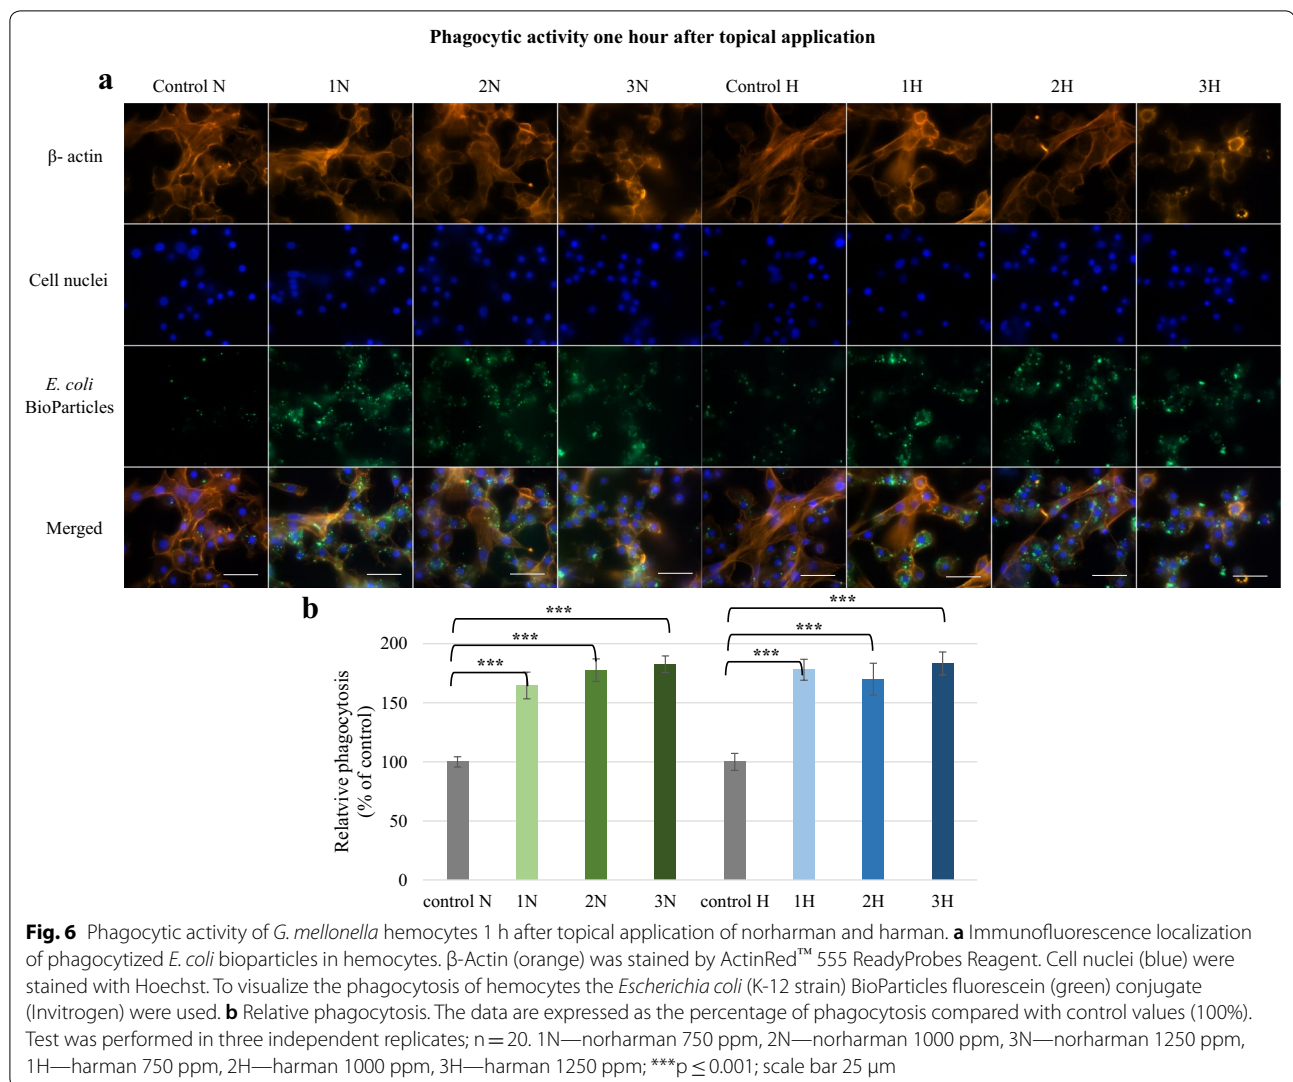 Phagocytic activity one hour after topical application
a
Control N 1N 2N 3N Control H 1H 2H 3H
β- actin
Cell nuclei
E. coli
BioParticles
Merged
b
*** ***
*** ***
*** ***
Relatvive phagocytosis
(% of control)
200
150
100
50
0
control N 1N 2N 3N control H 1H 2H 3H
Fig. 6 Phagocytic activity of G. mellonella hemocytes 1 h after topical application of norharman and harman. a Immunofluorescence localization
of phagocytized E. coli bioparticles in hemocytes. β-Actin (orange) was stained by ActinRed™ 555 ReadyProbes Reagent. Cell nuclei (blue) were
stained with Hoechst. To visualize the phagocytosis of hemocytes the Escherichia coli (K-12 strain) BioParticles fluorescein (green) conjugate
(Invitrogen) were used. b Relative phagocytosis. The data are expressed as the percentage of phagocytosis compared with control values (100%).
Test was performed in three independent replicates; n = 20. 1N—norharman 750 ppm, 2N—norharman 1000 ppm, 3N—norharman 1250 ppm,
1H—harman 750 ppm, 2H—harman 1000 ppm, 3H—harman 1250 ppm; ***p ≤ 0.001; scale bar 25 μm